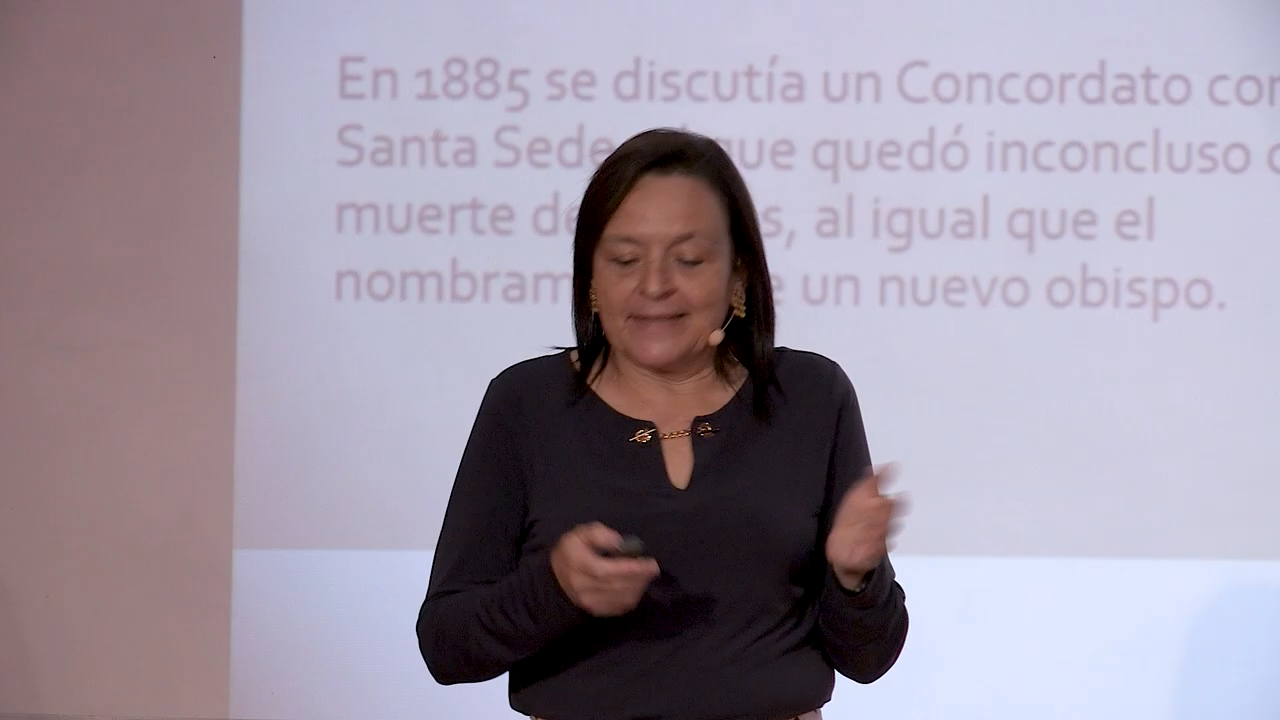 En 1885 se discutía un Concordato con
Santa Sede que quedó inconcluso
muerte de s, al igual que el
nombram un nuevo obispo.